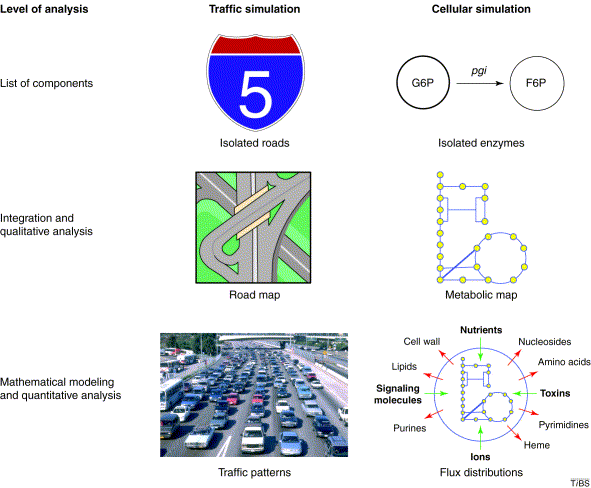 Level of analysis
Traffic simulation
Cellular simulation
List of components
5
G6P
pgi
F6P
Isolated roads
Isolated enzymes
Integration and
qualitative analysis
Road map
Metabolic map
Mathematical modeling
and quantitative analysis
Nutrients
Cell wall
Nucleosides
Lipids
Amino acids
Signaling
molecules
Toxins
Purines
Pyrimidines
Heme
Ions
Traffic patterns
Flux distributions
TiBS